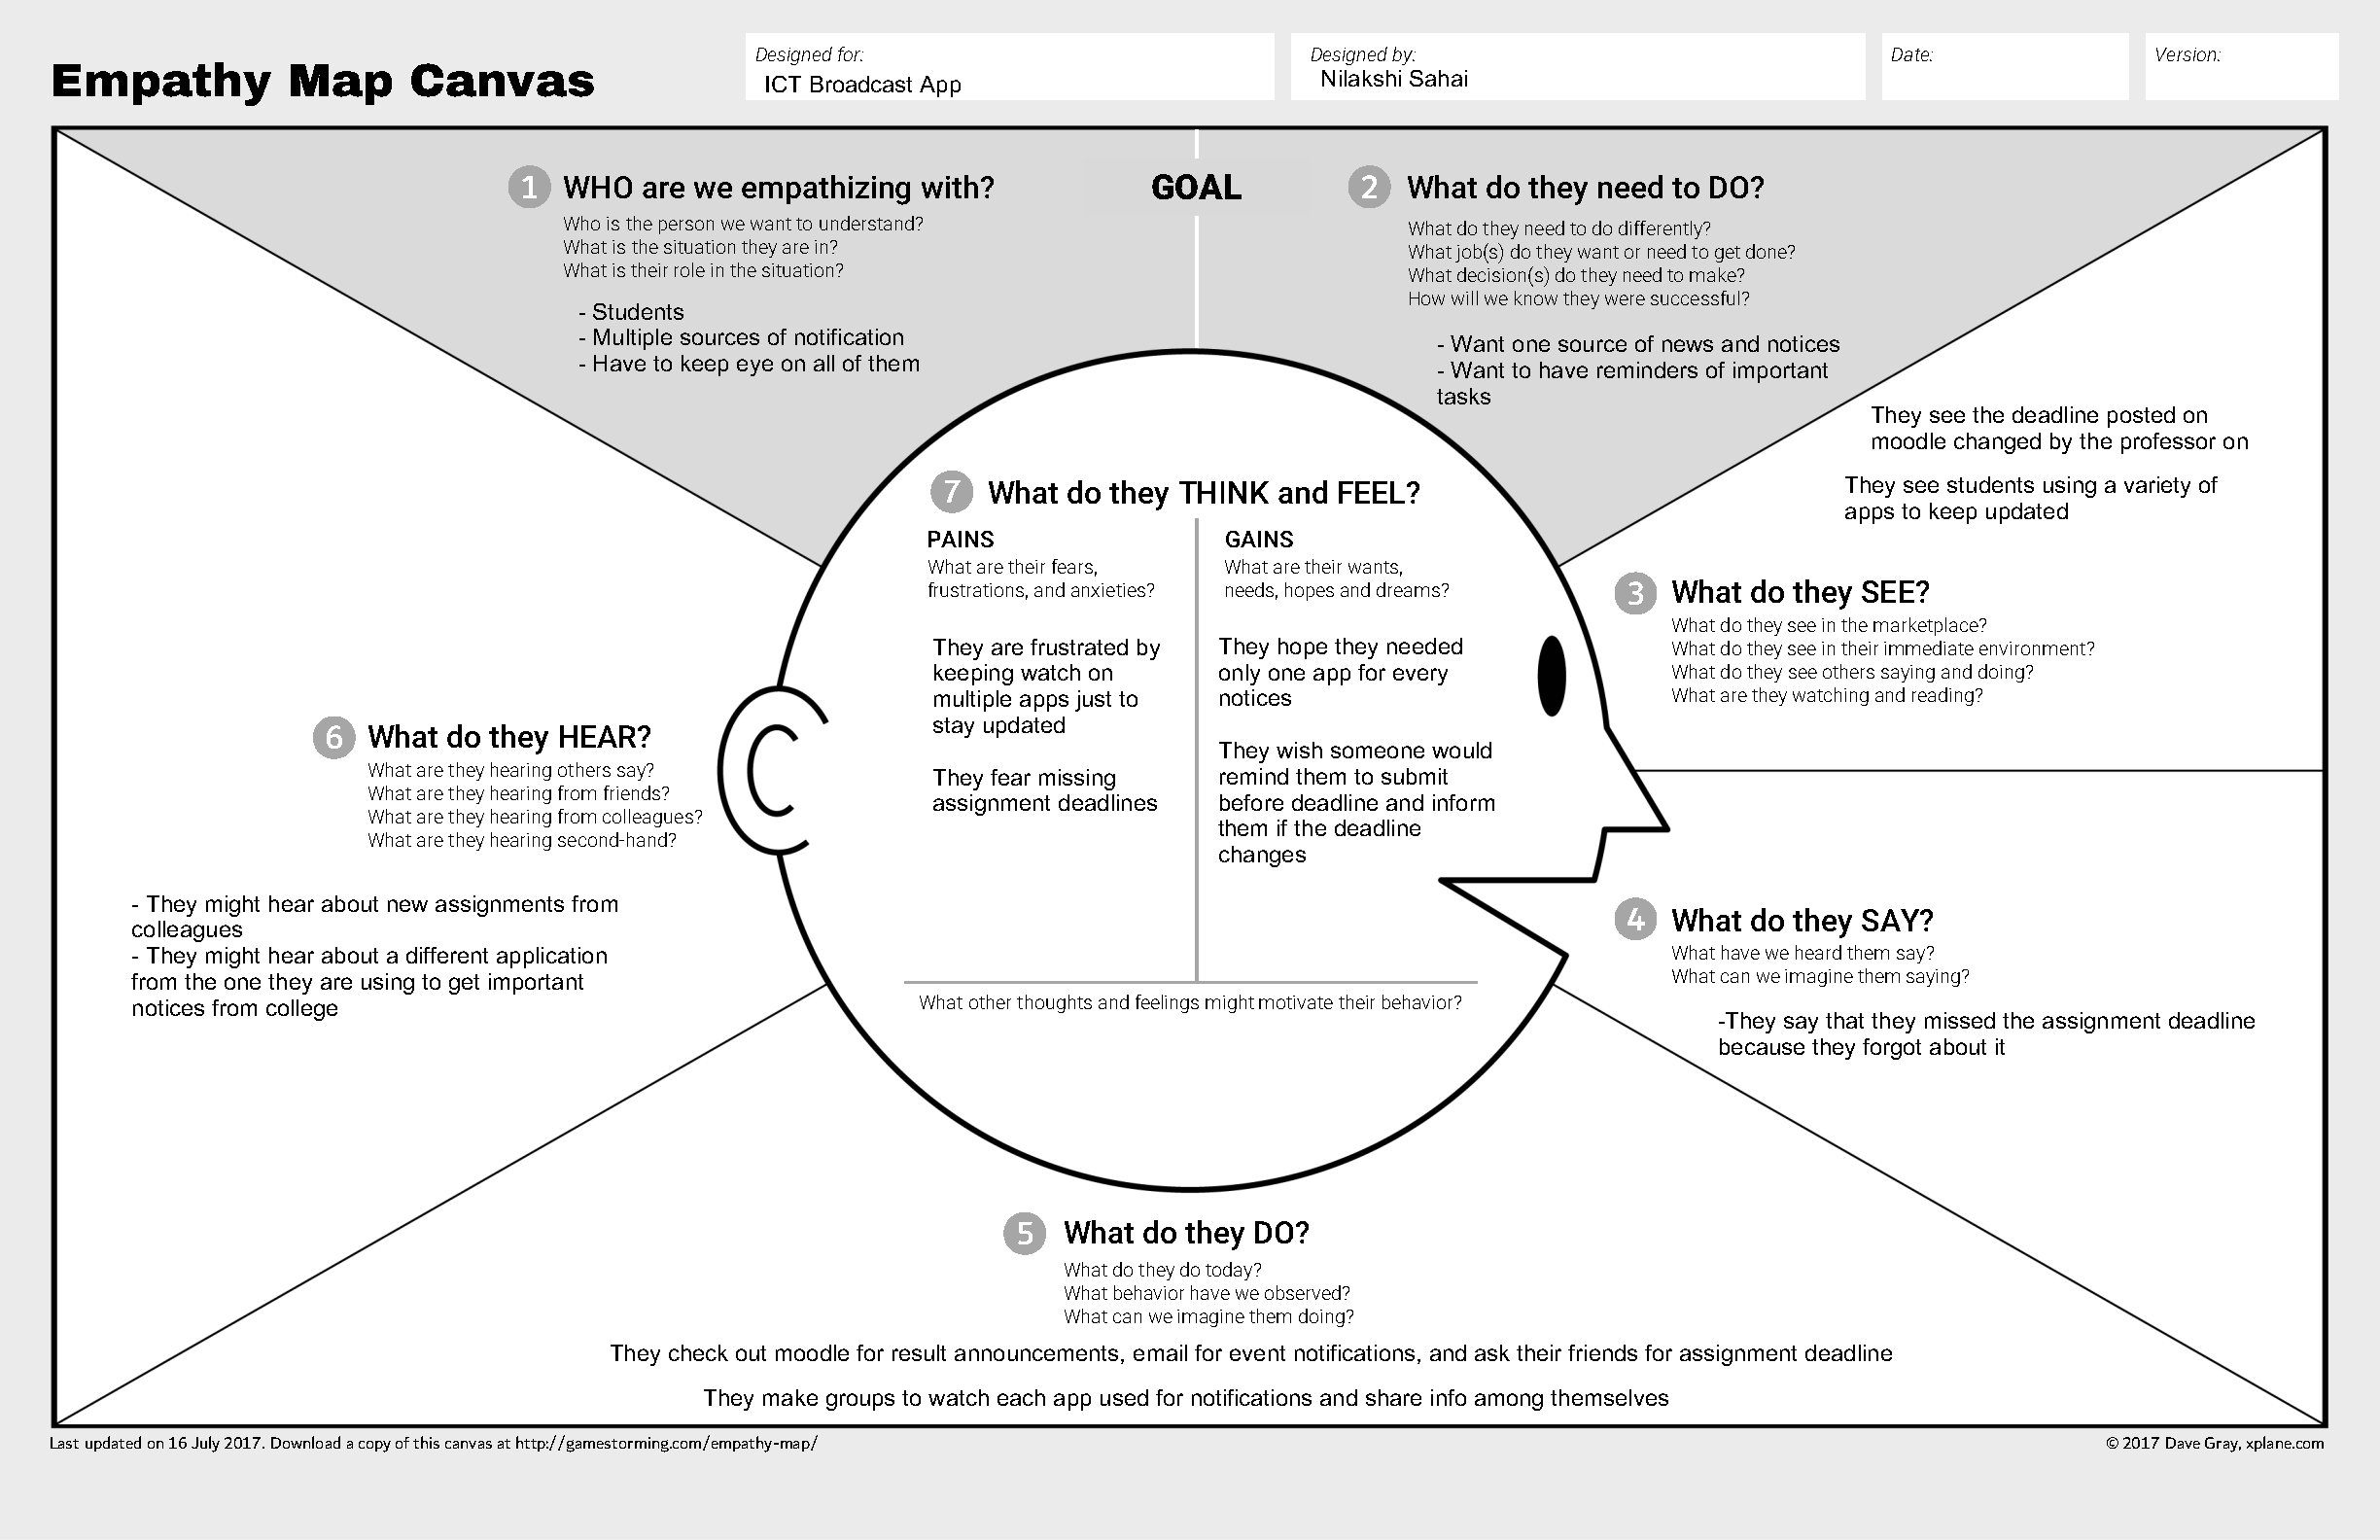 Empathy Map Canvas
Designed for:
ICT Broadcast App
Designed by:
Nilakshi Sahai
Date:
Version:
1 WHO are we empathizing with?
Who is the person we want to understand?
What is the situation they are in?
What is their role in the situation?
- Students
- Multiple sources of notification
- Have to keep eye on all of them
GOAL
2 What do they need to DO?
What do they need to do differently?
What job(s) do they want or need to get done?
What decision(s) do they need to make?
How will we know they were successful?
- Want one source of news and notices
- Want to have reminders of important
tasks
They see the deadline posted on
moodle changed by the professor on
They see students using a variety of
apps to keep updated
3 What do they SEE?
What do they see in the marketplace?
What do they see in their immediate environment?
What do they see others saying and doing?
What are they watching and reading?
4 What do they SAY?
What have we heard them say?
What can we imagine them saying?
-They say that they missed the assignment deadline
because they forgot about it
5 What do they DO?
What do they do today?
What behavior have we observed?
What can we imagine them doing?
They check out moodle for result announcements, email for event notifications, and ask their friends for assignment deadline
They make groups to watch each app used for notifications and share info among themselves
6 What do they HEAR?
What are they hearing others say?
What are they hearing from friends?
What are they hearing from colleagues?
What are they hearing second-hand?
- They might hear about new assignments from
colleagues
- They might hear about a different application
from the one they are using to get important
notices from college
7 What do they THINK and FEEL?
PAINS
What are their fears,
frustrations, and anxieties?
They are frustrated by
keeping watch on
multiple apps just to
stay updated
They fear missing
assignment deadlines
GAINS
What are their wants,
needs, hopes and dreams?
They hope they needed
only one app for every
notices
They wish someone would
remind them to submit
before deadline and inform
them if the deadline
changes
What other thoughts and feelings might motivate their behavior?
Last updated on 16 July 2017. Download a copy of this canvas at http://gamestorming.com/empathy-map/
© 2017 Dave Gray, xplane.com